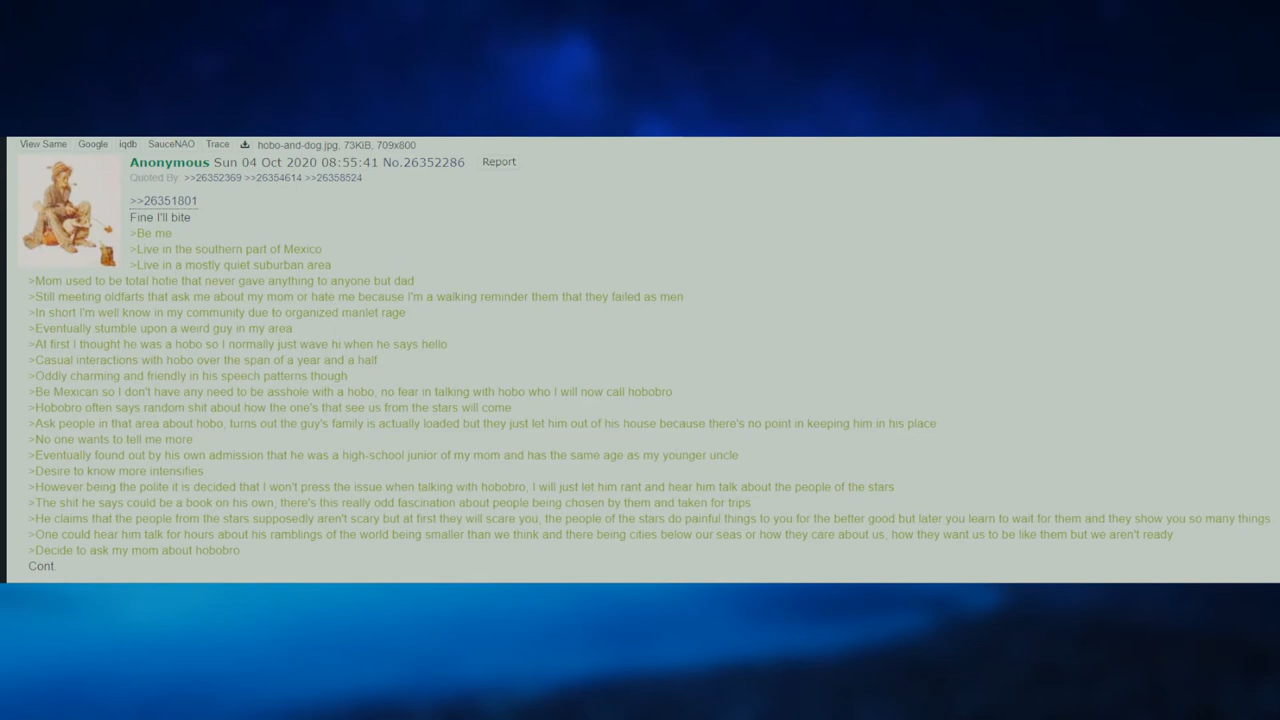 View Same Google iqdb SauceNAO Trace hobo-and-dog.jpg, 73KiB, 709x800
Anonymous Sun 04 Oct 2020 08:55:41 No.26352286 Report
Quoted By: >>26352369 >>26354614 >>26358524
>>26351801
Fine I'll bite
>Be me
>Live in the southern part of Mexico
>Live in a mostly quiet suburban area
>Mom used to be total hotie that never gave anything to anyone but dad
>Still meeting oldfarts that ask me about my mom or hate me because I'm a walking reminder them that they failed as men
>In short I'm well know in my community due to organized manlet rage
>Eventually stumble upon a weird guy in my area
>At first I thought he was a hobo so I normally just wave hi when he says hello
>Casual interactions with hobo over the span of a year and a half
>Oddly charming and friendly in his speech patterns though
>Be Mexican so I don't have any need to be asshole with a hobo, no fear in talking with hobo who I will now call hobobro
>Hobobro often says random shit about how the one's that see us from the stars will come
>Ask people in that area about hobo, turns out the guy's family is actually loaded but they just let him out of his house because there's no point in keeping him in his place
>No one wants to tell me more
>Eventually found out by his own admission that he was a high-school junior of my mom and has the same age as my younger uncle
>Desire to know more intensifies
>However being the polite it is decided that I won't press the issue when talking with hobobro, I will just let him rant and hear him talk about the people of the stars
>The shit he says could be a book on his own, there's this really odd fascination about people being chosen by them and taken for trips
>He claims that the people from the stars supposedly aren't scary but at first they will scare you, the people of the stars do painful things to you for the better good but later you learn to wait for them and they show you so many things
>One could hear him talk for hours about his ramblings of the world being smaller than we think and there being cities below our seas or how they care about us, how they want us to be like them but we aren't ready
>Decide to ask my mom about hobobro
Cont.